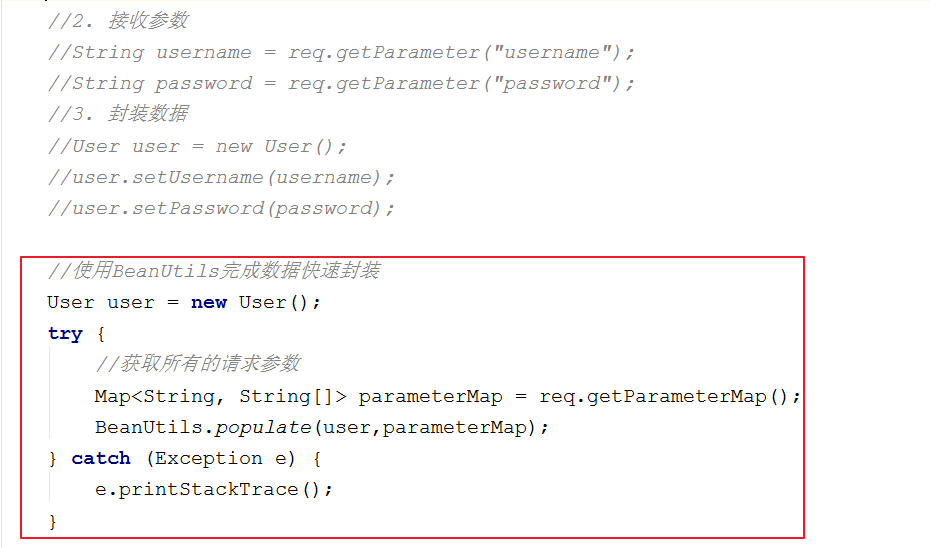 //2. 接收参数
//String username = req.getParameter("username");
//String password = req.getParameter("password");
//3. 封装数据
//User user = new User();
//user.setUsername(username);
//user.setPassword(password);
//使用BeanUtils完成数据快速封装
User user = new User();
try {
//获取所有的请求参数
Map<String, String[]> parameterMap = req.getParameterMap();
BeanUtils.populate(user,parameterMap);
} catch (Exception e) {
e.printStackTrace();
}